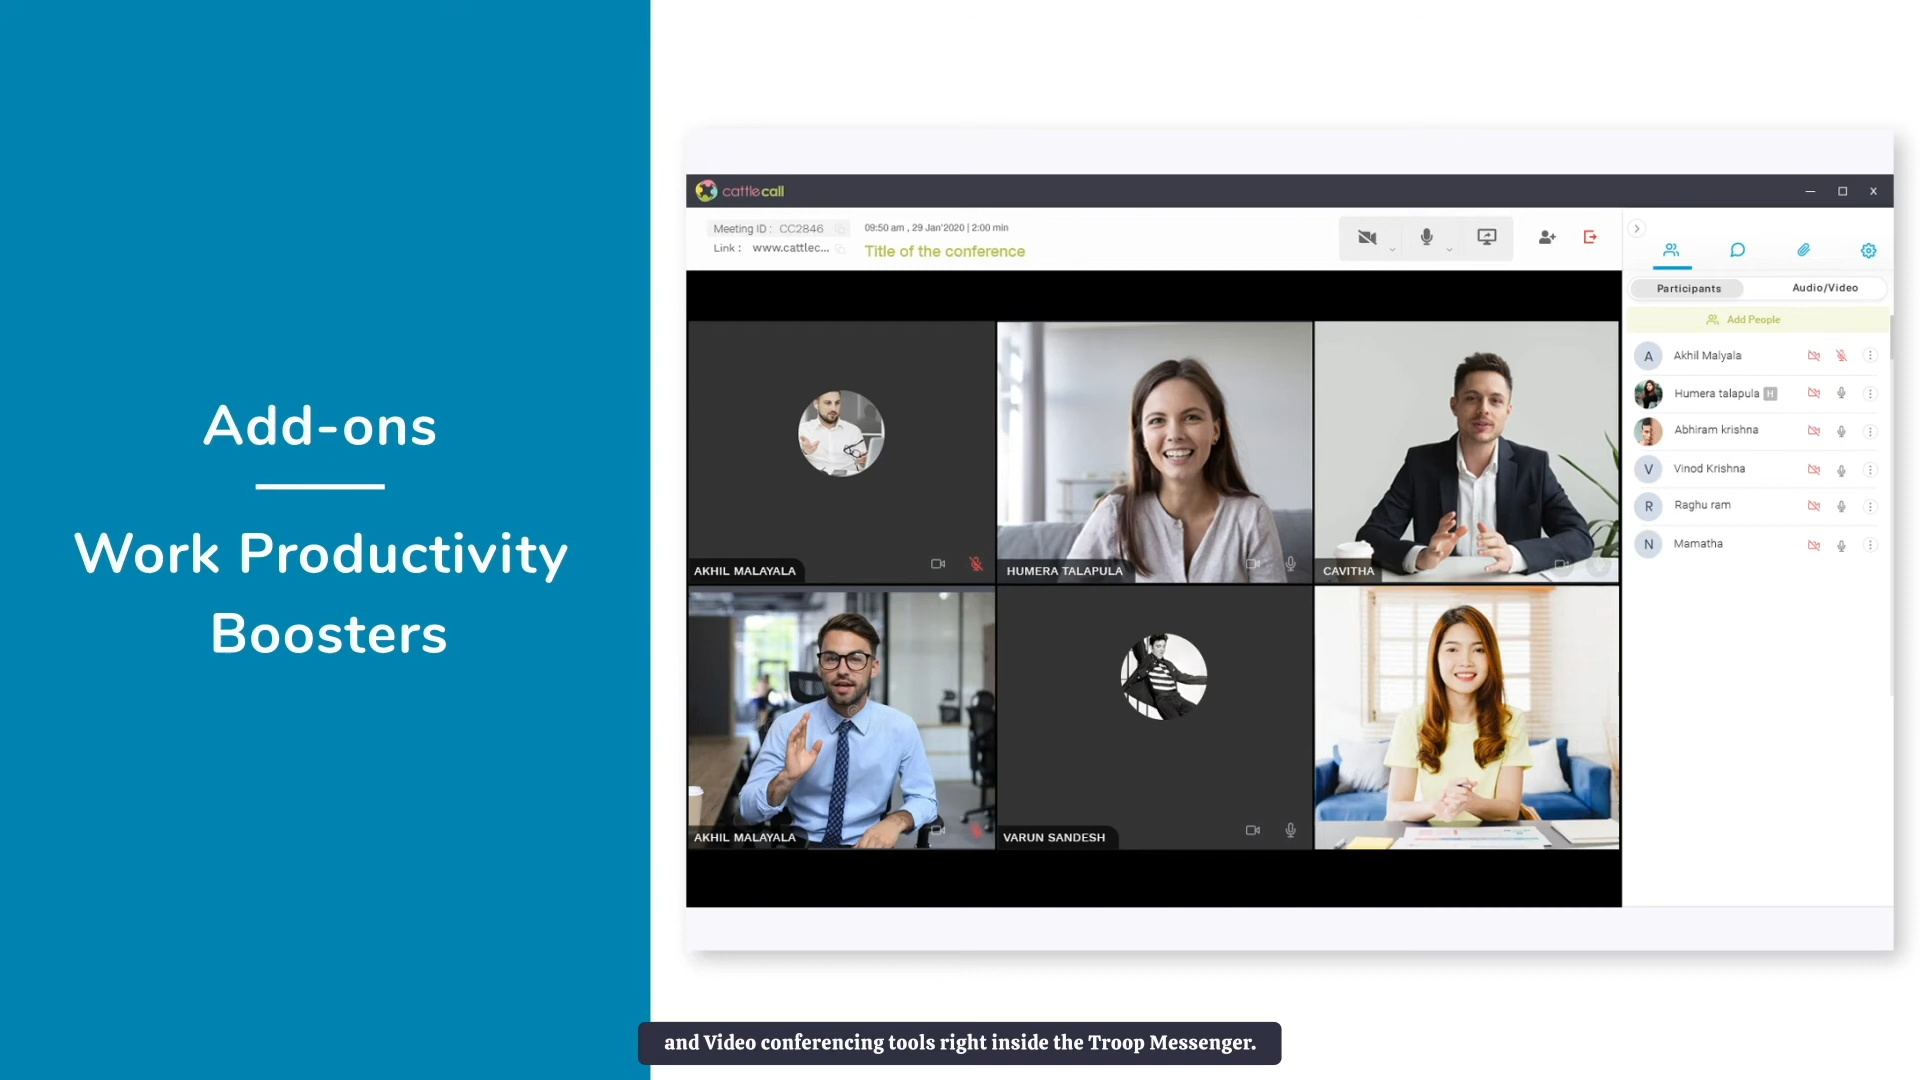 Add-ons
Work Productivity
Boosters
cattlecall
Meeting ID : CC2846
Link : www.cattlec...
09:50 am , 29 Jan'2020 | 2:00 min
Title of the conference
AKHIL MALAYALA
HUMERA TALAPULA
CAVITHA
AKHIL MALAYALA
VARUN SANDESH
Participants
Audio/Video
Add People
A Akhil Malyala
Humera talapula H
Abhiram krishna
V Vinod Krishna
R Raghu ram
N Mamatha
and Video conferencing tools right inside the Troop Messenger.